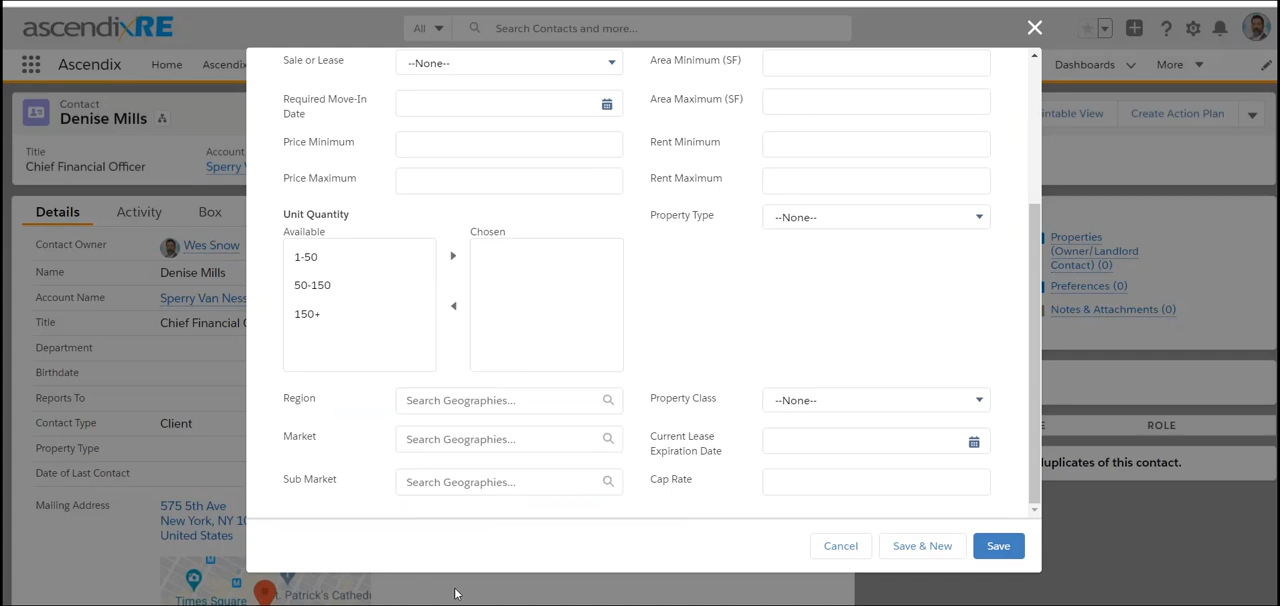 ascendixRE
All
Search Contacts and more...
Ascendix
Home
Ascendix
Dashboards
More
Contact
Denise Mills
Title
Chief Financial Officer
Account
Sperry V
Printable View
Create Action Plan
Details
Activity
Box
Contact Owner
Wes Snow
Name
Denise Mills
Account Name
Sperry Van Ness
Title
Chief Financial O
Department
Birthdate
Reports To
Contact Type
Client
Property Type
Date of Last Contact
Mailing Address
575 5th Ave
New York, NY 10
United States
Times Square
t. Patrick's Cathedr
Sale or Lease
--None--
Area Minimum (SF)
Required Move-In
Date
Area Maximum (SF)
Price Minimum
Rent Minimum
Price Maximum
Rent Maximum
Unit Quantity
Available
Chosen
1-50
50-150
150+
Property Type
--None--
Region
Search Geographies...
Property Class
--None--
Market
Search Geographies...
Current Lease
Expiration Date
Sub Market
Search Geographies...
Cap Rate
Cancel
Save & New
Save
Properties
(Owner/Landlord
Contact) (0)
Preferences (0)
Notes & Attachments (0)
E
ROLE
duplicates of this contact.